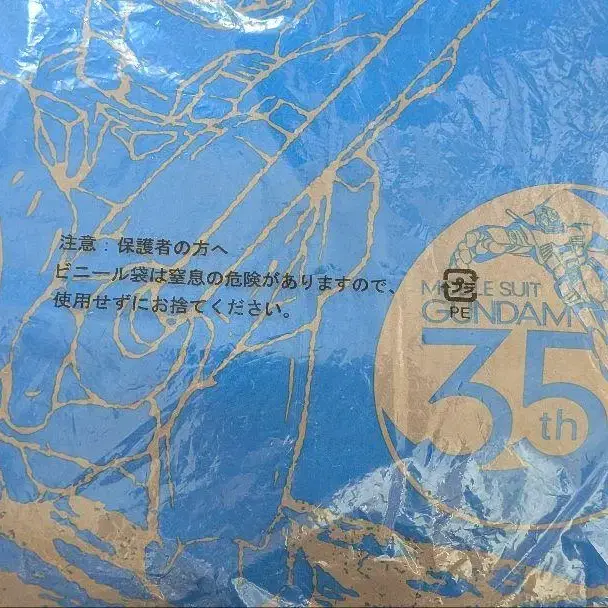 注意:保護者の方へ
ビニール袋は窒息の危険がありますので、
使用せずにお捨てください。
プラ
PE
MOBILE SUIT
GUNDAM
35th